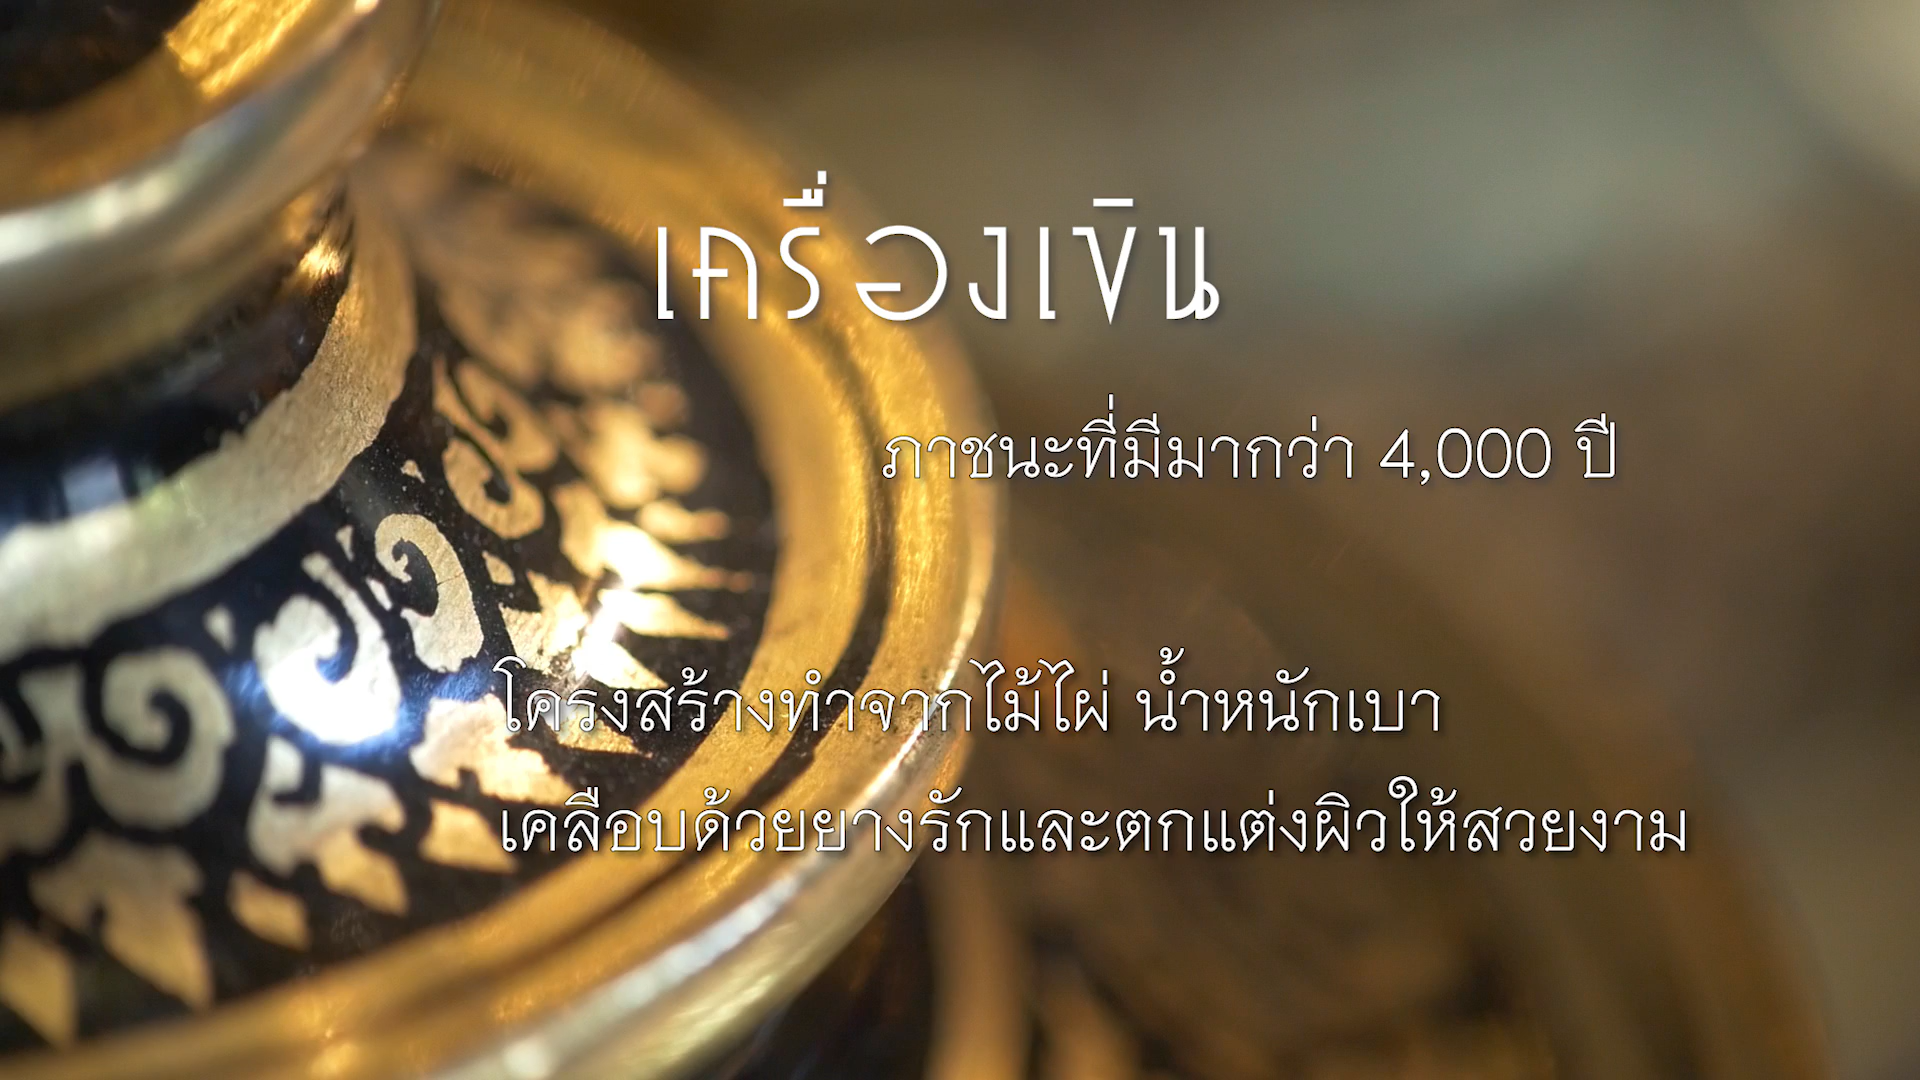 เครื่องเขิน
ภาชนะที่มีมากว่า 4,000 ปี
โครงสร้างทำจากไม้ไผ่ น้ำหนักเบา
เคลือบด้วยยางรักและตกแต่งผิวให้สวยงาม